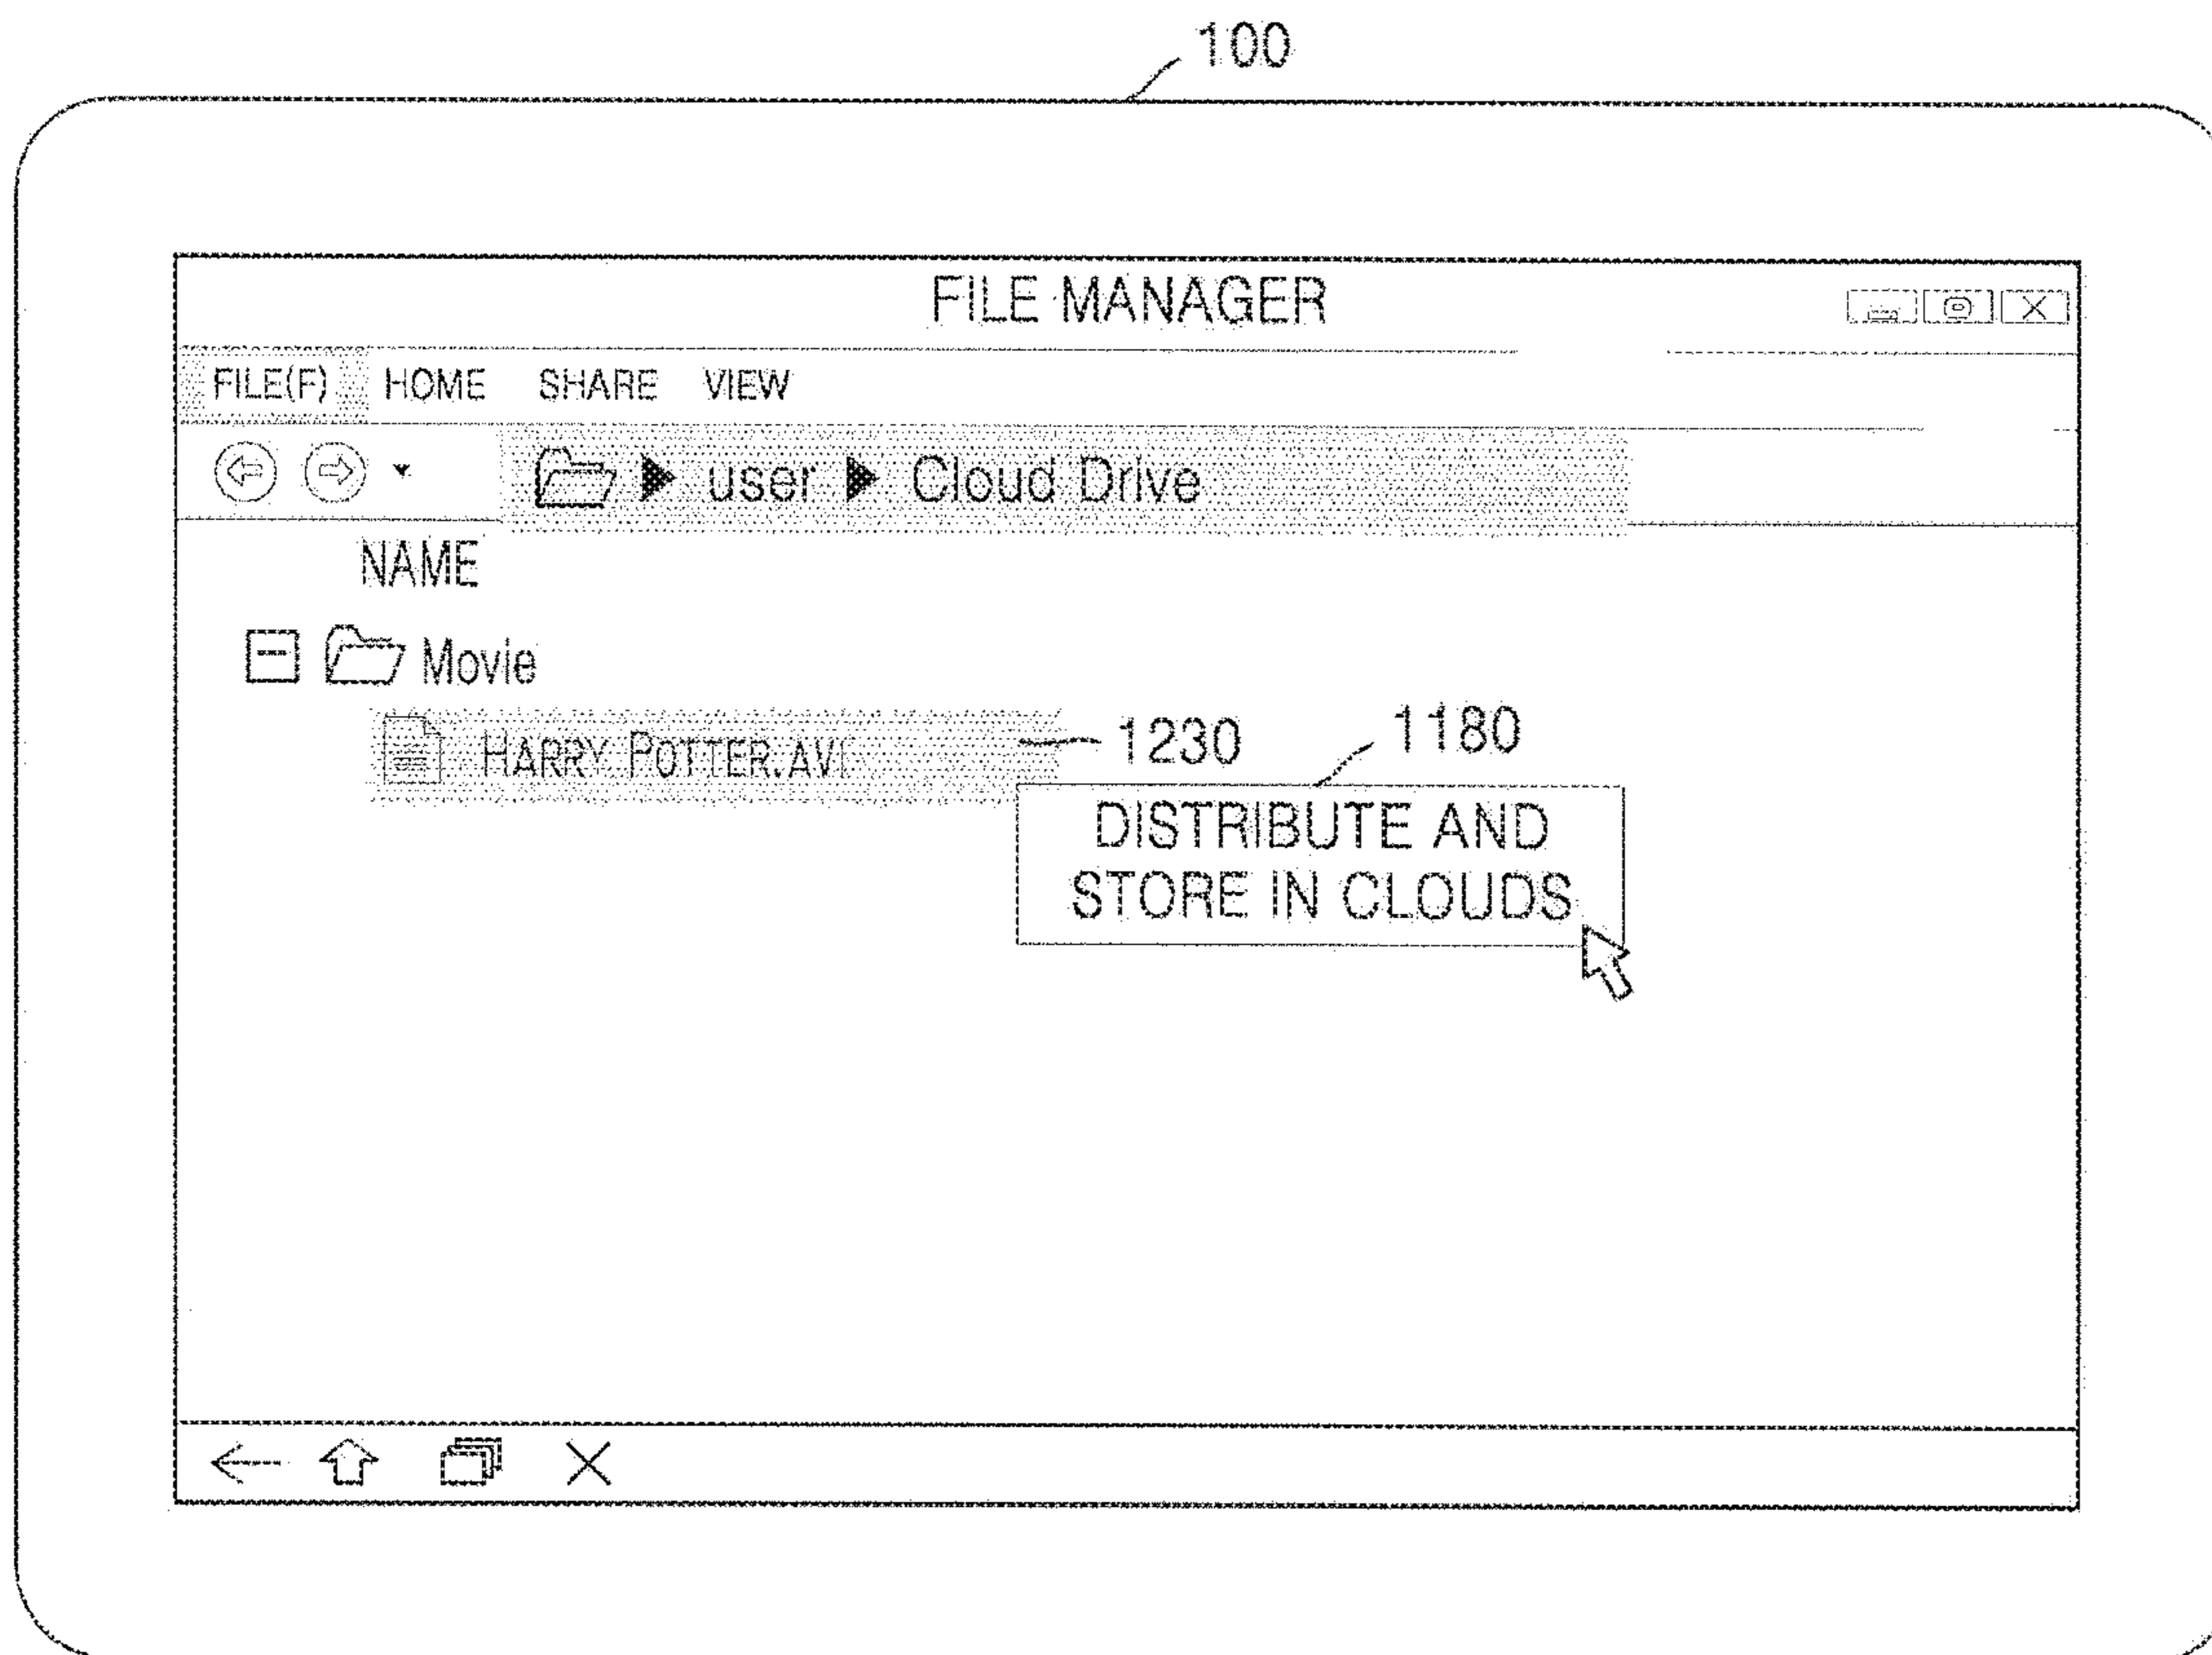 100
FILE MANAGER
FILE(F) HOME SHARE VIEW
user Cloud Drive
NAME
Movie
HARRY POTTER.AVI 1230 1180
DISTRIBUTE AND
STORE IN CLOUDS